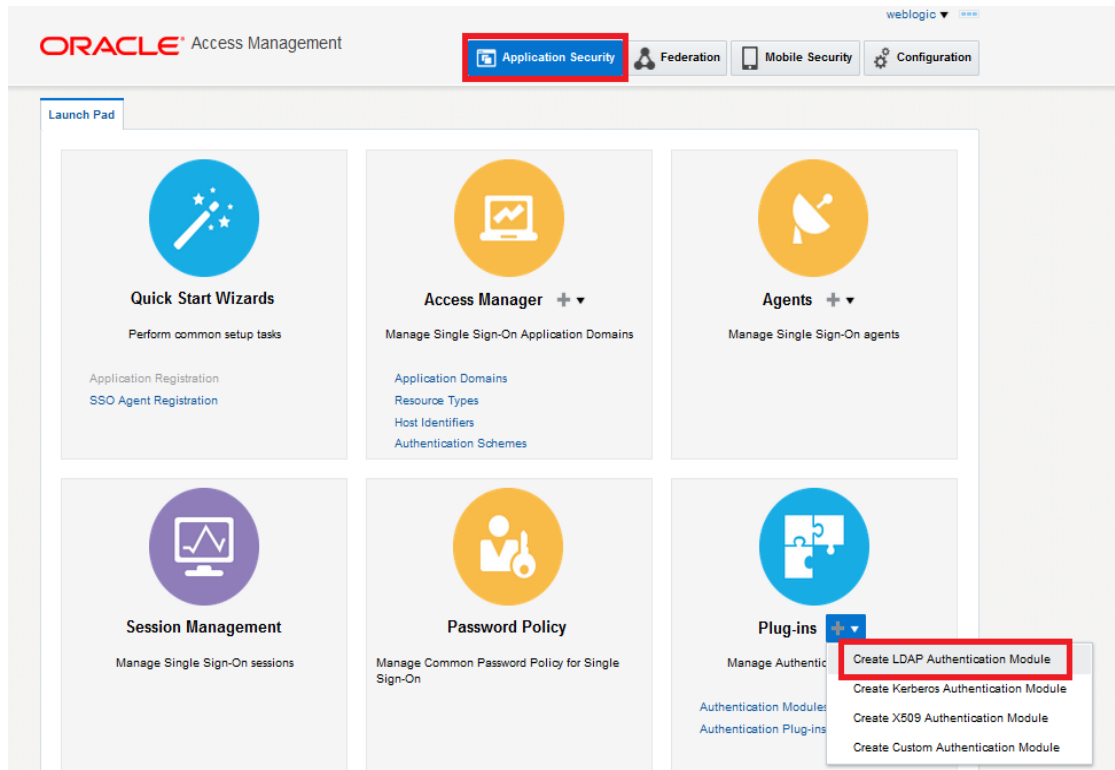 weblogic
ORACLE Access Management
Application Security
Federation
Mobile Security
Configuration
Launch Pad
Quick Start Wizards
Perform common setup tasks
Application Registration
SSO Agent Registration
Access Manager
Manage Single Sign-On Application Domains
Application Domains
Resource Types
Host Identifiers
Authentication Schemes
Agents
Manage Single Sign-On agents
Session Management
Manage Single Sign-On sessions
Password Policy
Manage Common Password Policy for Single
Sign-On
Plug-ins
Manage Authentic
Authentication Modules
Authentication Plug-ins
Create LDAP Authentication Module
Create Kerberos Authentication Module
Create X509 Authentication Module
Create Custom Authentication Module